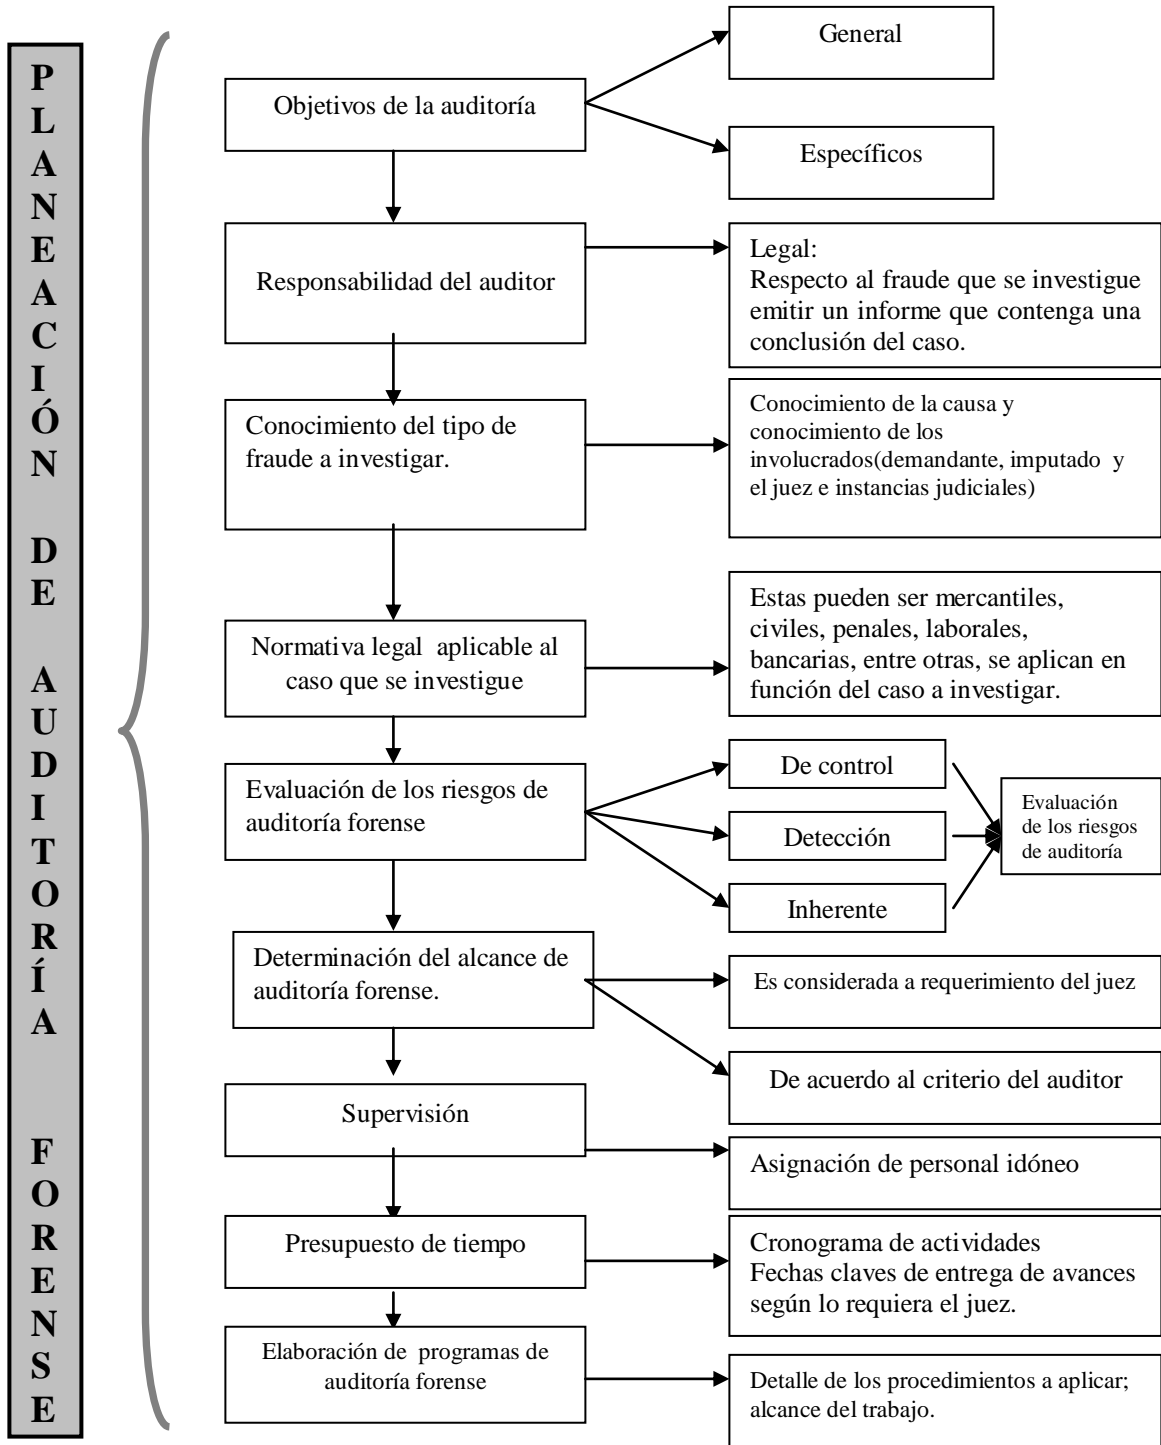 PLANEACIÓN DE AUDITORÍA FORENSE
General
Objetivos de la auditoría
Específicos
Responsabilidad del auditor
Legal:
Respecto al fraude que se investigue
emitir un informe que contenga una
conclusión del caso.
Conocimiento del tipo de
fraude a investigar.
Conocimiento de la causa y
conocimiento de los
involucrados(demandante, imputado y
el juez e instancias judiciales)
Normativa legal aplicable al
caso que se investigue
Estas pueden ser mercantiles,
civiles, penales, laborales,
bancarias, entre otras, se aplican en
función del caso a investigar.
Evaluación de los riesgos de
auditoría forense
De control
Detección
Inherente
Evaluación
de los riesgos
de auditoría
Determinación del alcance de
auditoría forense.
Es considerada a requerimiento del juez
De acuerdo al criterio del auditor
Supervisión
Asignación de personal idóneo
Presupuesto de tiempo
Cronograma de actividades
Fechas claves de entrega de avances
según lo requiera el juez.
Elaboración de programas de
auditoría forense
Detalle de los procedimientos a aplicar;
alcance del trabajo.